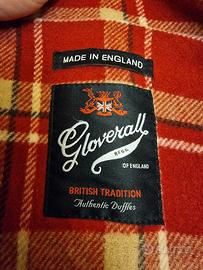 MADE IN ENGLAND
Gloverall
REGD.
OF ENGLAND
BRITISH TRADITION
Authentic Duffles